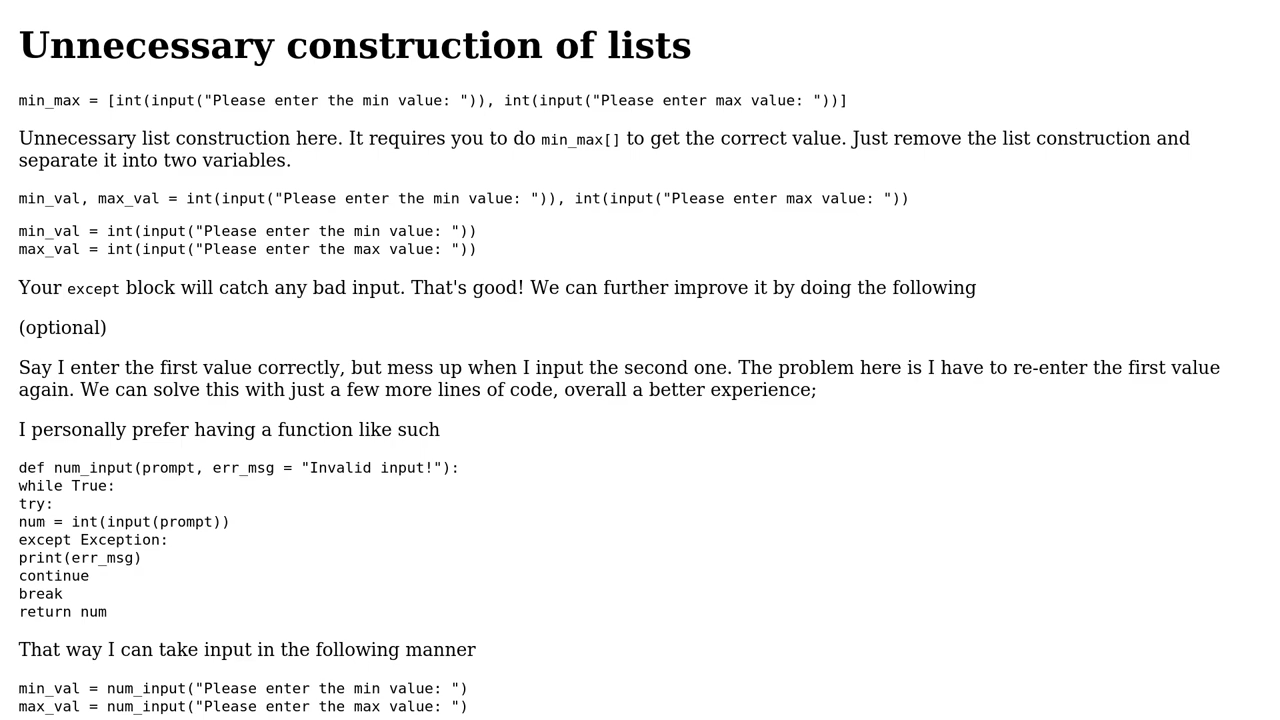 Unnecessary construction of lists
min_max = [int(input("Please enter the min value: ")), int(input("Please enter max value: "))]
Unnecessary list construction here. It requires you to do min_max[] to get the correct value. Just remove the list construction and
separate it into two variables.
min_val, max_val = int(input("Please enter the min value: ")), int(input("Please enter max value: "))
min_val = int(input("Please enter the min value: "))
max_val = int(input("Please enter the max value: "))
Your except block will catch any bad input. That's good! We can further improve it by doing the following
(optional)
Say I enter the first value correctly, but mess up when I input the second one. The problem here is I have to re-enter the first value
again. We can solve this with just a few more lines of code, overall a better experience;
I personally prefer having a function like such
def num_input(prompt, err_msg = "Invalid input!"):
while True:
try:
num = int(input(prompt))
except Exception:
print(err_msg)
continue
break
return num
That way I can take input in the following manner
min_val = num_input("Please enter the min value: ")
max_val = num_input("Please enter the max value: ")